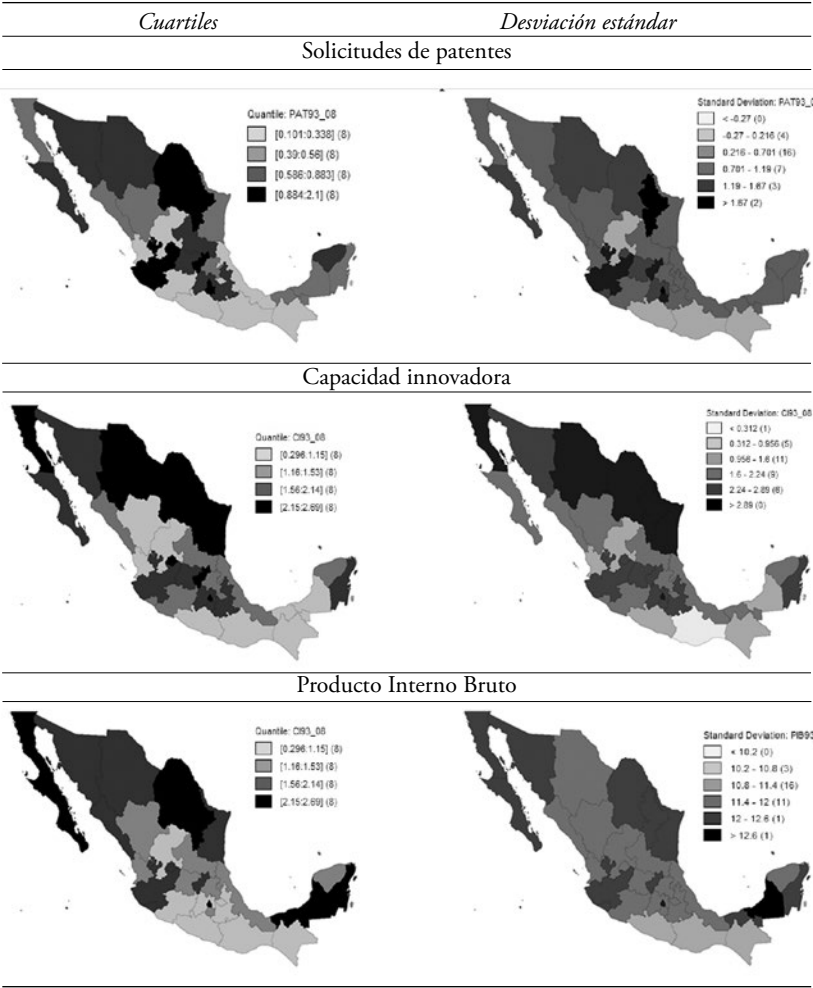 Cuartiles Desviación estándar
Solicitudes de patentes
Quantile: PAT93_08
[0.101:0.338] (8)
[0.39:0.56] (8)
[0.586:0.883] (8)
[0.884:2.1] (8)
Standard Deviation: PAT93_0
< -0.27 (0)
-0.27 - 0.216 (4)
0.216 - 0.701 (16)
0.701 - 1.19 (7)
1.19 - 1.67 (3)
> 1.67 (2)
Capacidad innovadora
Quantile: CI93_08
[0.296:1.15] (8)
[1.16:1.53] (8)
[1.56:2.14] (8)
[2.15:2.69] (8)
Standard Deviation: CI93_08
< 0.312 (1)
0.312 - 0.956 (5)
0.956 - 1.6 (11)
1.6 - 2.24 (9)
2.24 - 2.89 (6)
> 2.89 (0)
Producto Interno Bruto
Quantile: CI93_08
[0.296:1.15] (8)
[1.16:1.53] (8)
[1.56:2.14] (8)
[2.15:2.69] (8)
Standard Deviation: PIB93
< 10.2 (0)
10.2 - 10.8 (3)
10.8 - 11.4 (16)
11.4 - 12 (11)
12 - 12.6 (1)
> 12.6 (1)